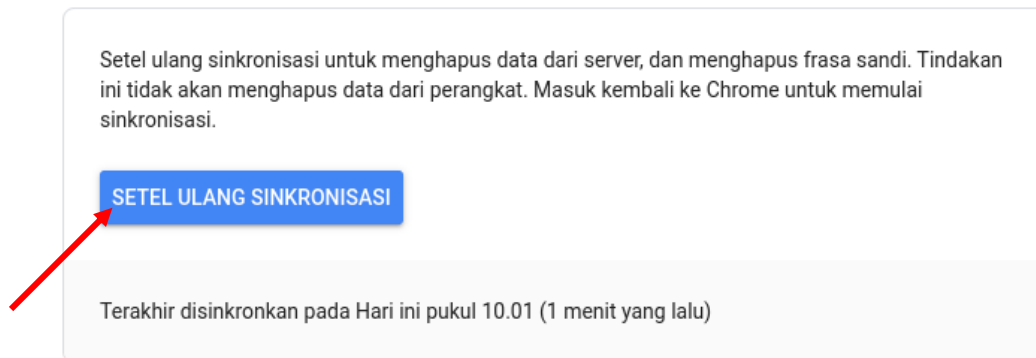 Setel ulang sinkronisasi untuk menghapus data dari server, dan menghapus frasa sandi. Tindakan
ini tidak akan menghapus data dari perangkat. Masuk kembali ke Chrome untuk memulai
sinkronisasi.
SETEL ULANG SINKRONISASI
Terakhir disinkronkan pada Hari ini pukul 10.01 (1 menit yang lalu)